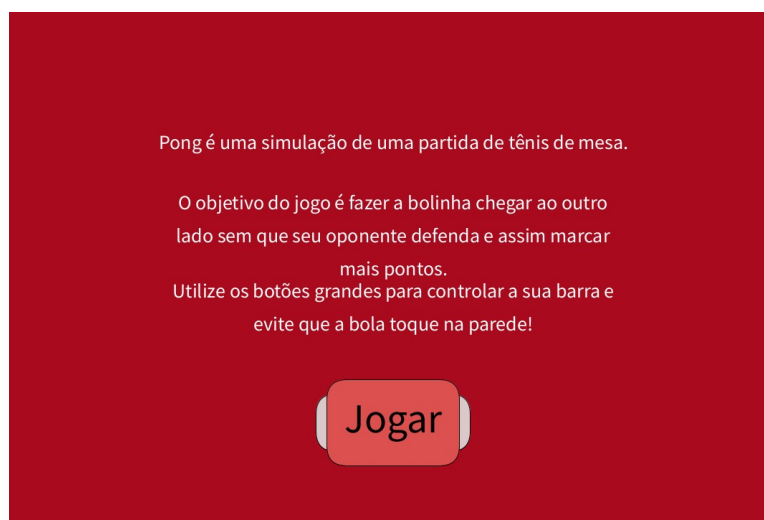 Pong é uma simulação de uma partida de tênis de mesa.
O objetivo do jogo é fazer a bolinha chegar ao outro
lado sem que seu oponente defenda e assim marcar
mais pontos.
Utilize os botões grandes para controlar a sua barra e
evite que a bola toque na parede!
Jogar